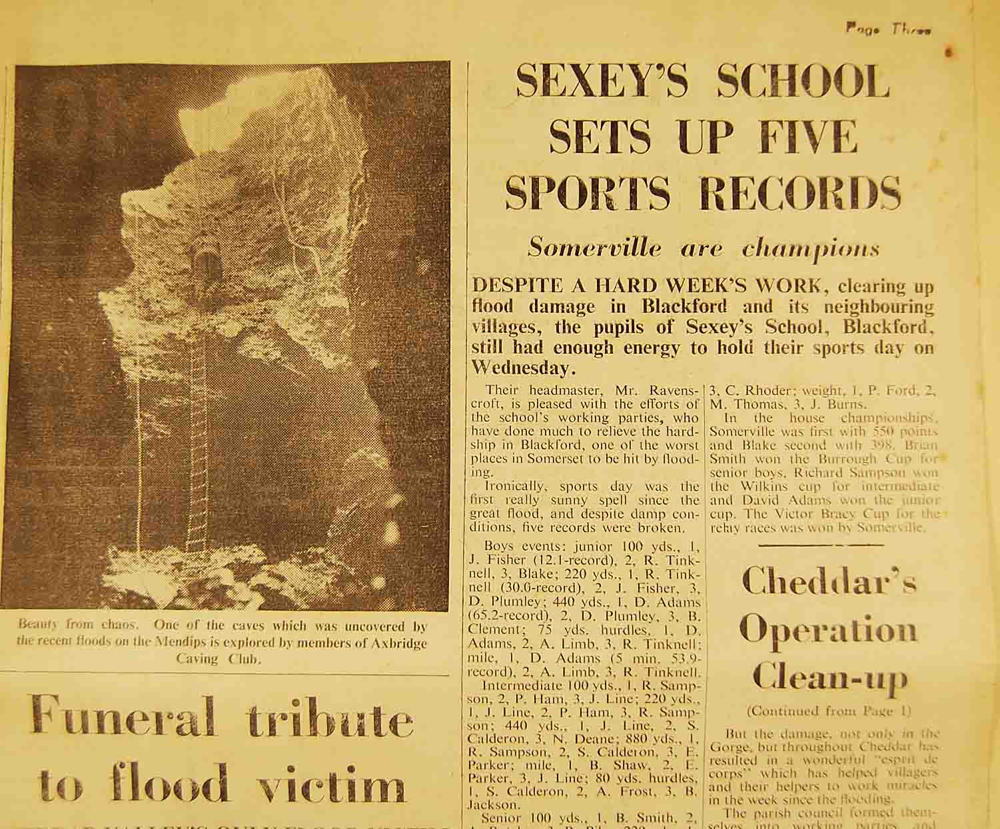 Page Three
Beauty from chaos. One of the caves which was uncovered by
the recent floods on the Mendips is explored by members of Axbridge
Caving Club.
Funeral tribute
to flood victim
SEXEY'S SCHOOL
SETS UP FIVE
SPORTS RECORDS
Somerville are champions
DESPITE A HARD WEEK'S WORK, clearing up
flood damage in Blackford and its neighbouring
villages, the pupils of Sexey's School, Blackford,
still had enough energy to hold their sports day on
Wednesday.
Their headmaster, Mr. Ravens-
croft, is pleased with the efforts of
the school's working parties, who
have done much to relieve the hard-
ship in Blackford, one of the worst
places in Somerset to be hit by flood-
ing.
Ironically, sports day was the
first really sunny spell since the
great flood, and despite damp con-
ditions, five records were broken.
Boys events: junior 100 yds., 1,
J. Fisher (12.1-record), 2, R. Tink-
nell, 3, Blake; 220 yds., 1, R. Tink-
nell (30.0-record), 2, J. Fisher, 3,
D. Plumley; 440 yds., 1, D. Adams
(65.2-record), 2, D. Plumley, 3, B.
Clement; 75 yds. hurdles, 1, D.
Adams, 2, A. Limb, 3, R. Tinknell;
mile, 1, D. Adams (5 min. 53.9-
record), 2, A. Limb, 3, R. Tinknell.
Intermediate 100 yds., 1, R. Samp-
son, 2, P. Ham, 3, J. Line; 220 yds.,
1, J. Line, 2, P. Ham, 3, R. Samp-
son; 440 yds., 1, J. Line, 2, S.
Calderon, 3, N. Deane; 880 yds., 1,
R. Sampson, 2, S. Calderon, 3, E.
Parker; mile, 1, B. Shaw, 2, E.
Parker, 3, J. Line; 80 yds. hurdles,
1, S. Calderon, 2, A. Frost, 3, B.
Jackson.
Senior 100 yds., 1, B. Smith, 2,
3, C. Rhoder; weight, 1, P. Ford, 2,
M. Thomas, 3, J. Burns.
In the house championships,
Somerville was first with 550 points
and Blake second with 398. Brian
Smith won the Burrough Cup for
senior boys, Richard Sampson won
the Wilkins cup for intermediate
and David Adams won the junior
cup. The Victor Bracy Cup for the
relay races was won by Somerville.
Cheddar's
Operation
Clean-up
(Continued from Page 1)
But the damage, not only in the
Gorge, but throughout Cheddar has
resulted in a wonderful "esprit de
corps" which has helped villagers
and their helpers to work miracles
in the week since the flooding.
The parish council formed them-
selves into working parties and